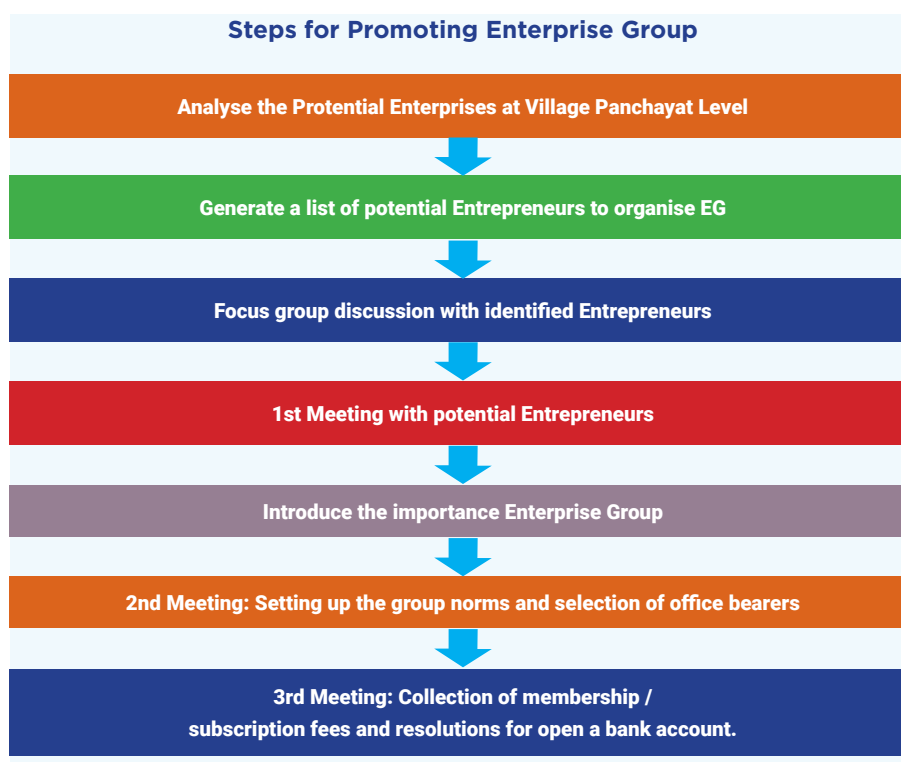 Steps for Promoting Enterprise Group
Analyse the Protential Enterprises at Village Panchayat Level
Generate a list of potential Entrepreneurs to organise EG
Focus group discussion with identified Entrepreneurs
1st Meeting with potential Entrepreneurs
Introduce the importance Enterprise Group
2nd Meeting: Setting up the group norms and selection of office bearers
3rd Meeting: Collection of membership /
subscription fees and resolutions for open a bank account.